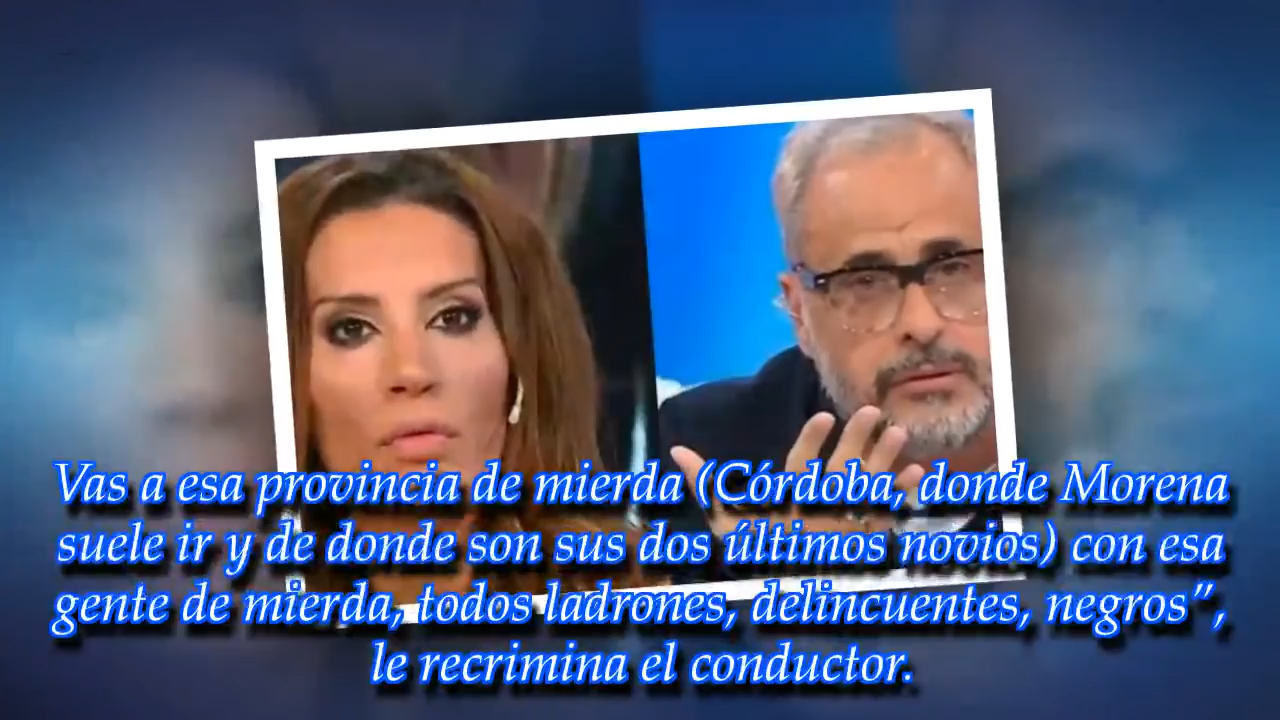 Vas a esa provincia de mierda (Córdoba, donde Morena
suele ir y de donde son sus dos últimos novios) con esa
gente de mierda, todos ladrones, delincuentes, negros”,
le recrimina el conductor.